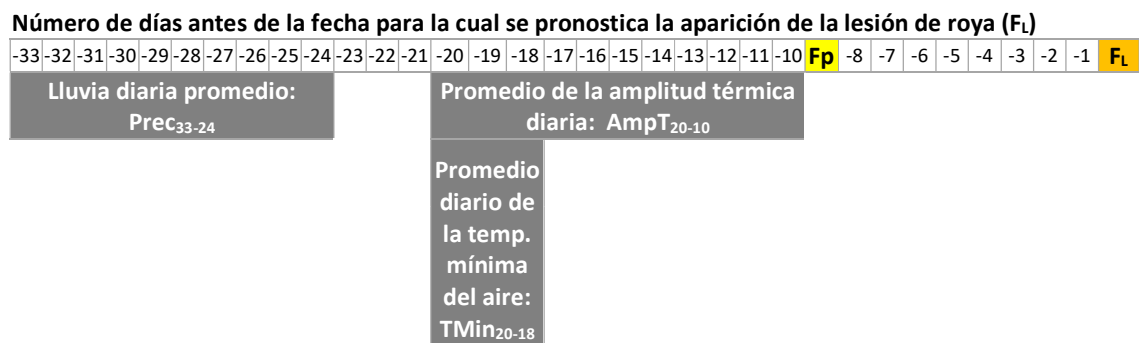 Número de días antes de la fecha para la cual se pronostica la aparición de la lesión de roya (FL)
-33 -32 -31 -30 -29 -28 -27 -26 -25 -24 -23 -22 -21 -20 -19 -18 -17 -16 -15 -14 -13 -12 -11 -10 Fp -8 -7 -6 -5 -4 -3 -2 -1 FL
Lluvia diaria promedio:
Prec33-24
Promedio de la amplitud térmica
diaria: AmpT20-10
Promedio
diario de
la temp.
mínima
del aire:
TMin20-18